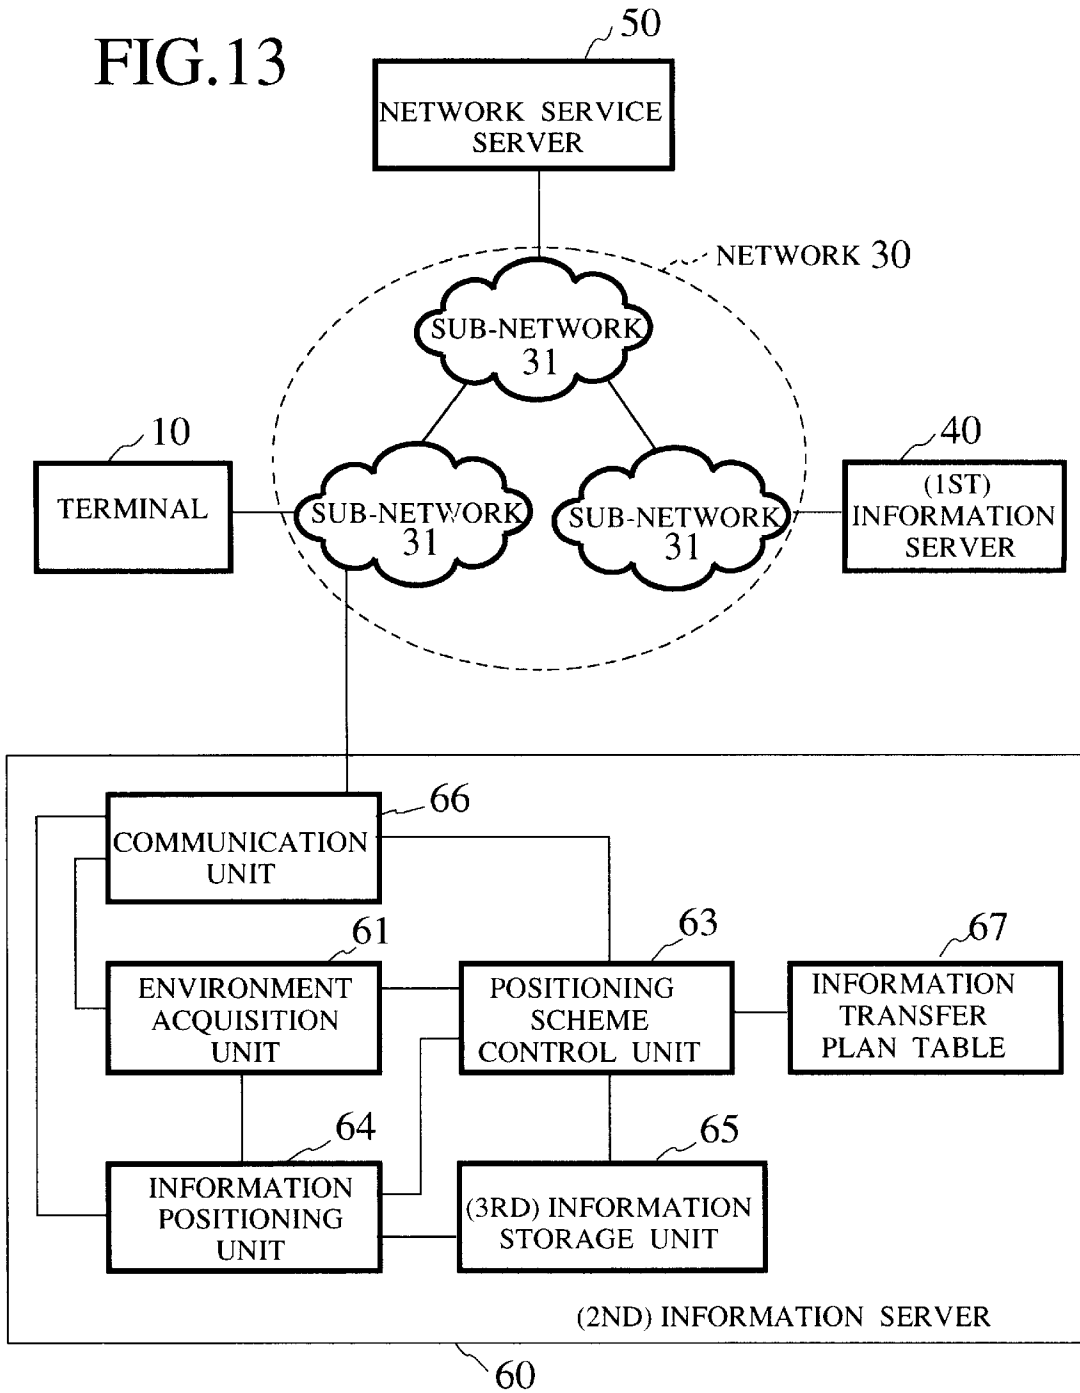 FIG.13
50
NETWORK SERVICE
SERVER
NETWORK 30
SUB-NETWORK
31
10
TERMINAL
SUB-NETWORK
31
SUB-NETWORK
31
40
(1ST)
INFORMATION
SERVER
66
COMMUNICATION
UNIT
61
ENVIRONMENT
ACQUISITION
UNIT
63
POSITIONING
SCHEME
CONTROL UNIT
67
INFORMATION
TRANSFER
PLAN TABLE
64
INFORMATION
POSITIONING
UNIT
65
(3RD) INFORMATION
STORAGE UNIT
(2ND) INFORMATION SERVER
60